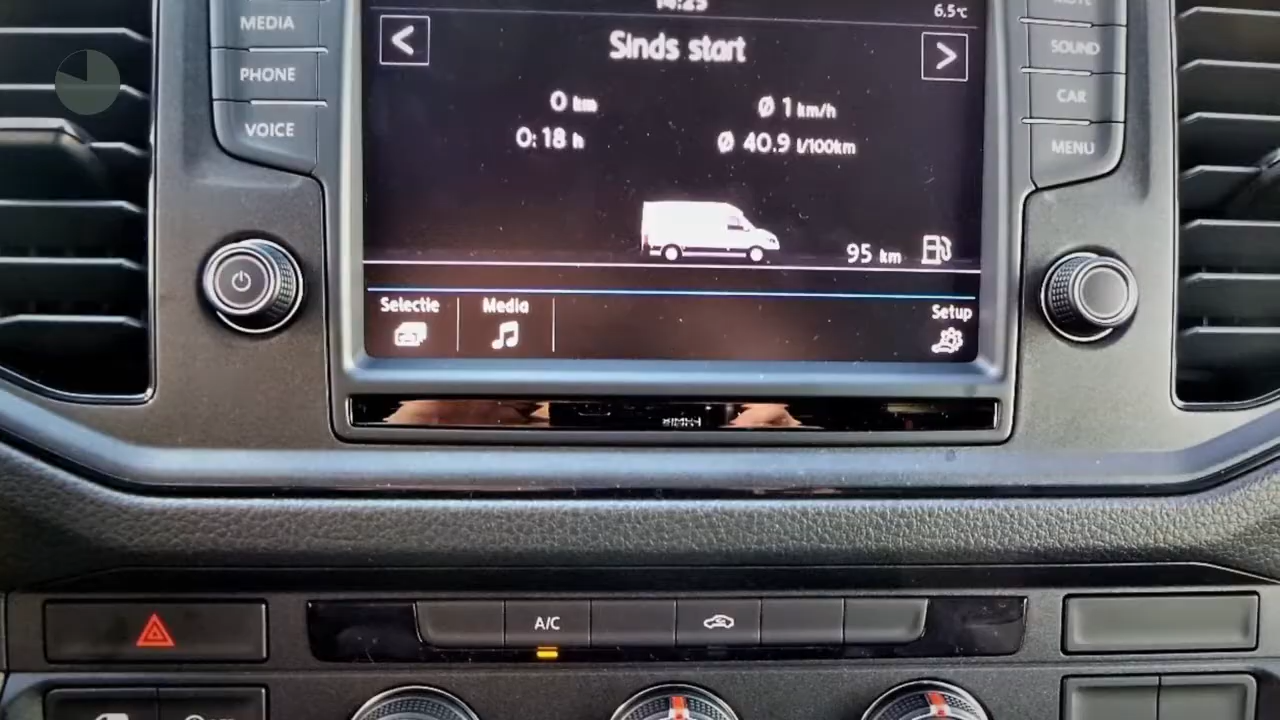 14:25
6.5°C
MEDIA
PHONE
VOICE
Sinds start
0 km
0:18 h
Ø 1 km/h
Ø 40.9 l/100km
95 km
Selectie
Media
Setup
SOUND
CAR
MENU
A/C